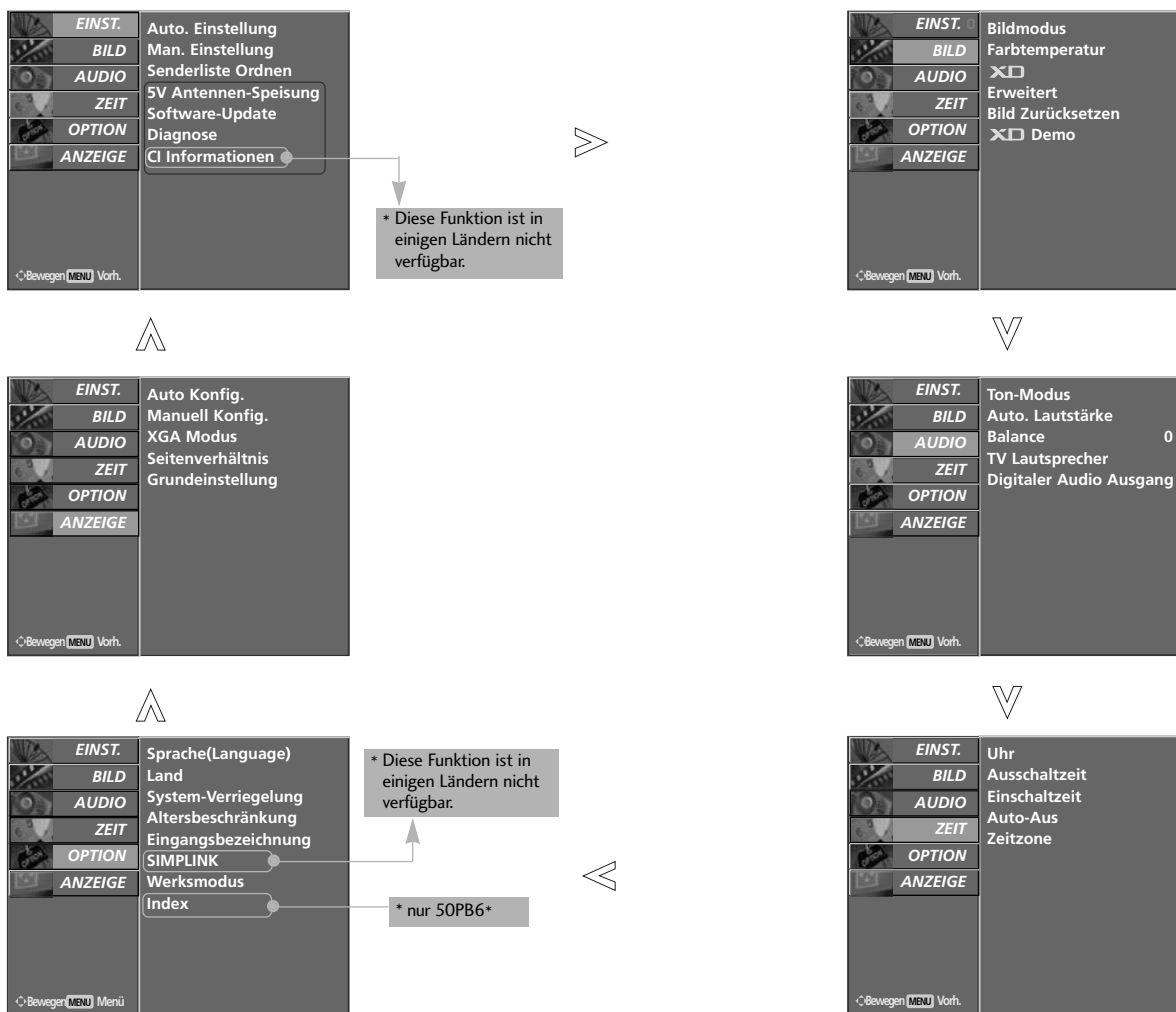 EINST.
BILD
AUDIO
ZEIT
OPTION
ANZEIGE
Auto. Einstellung
Man. Einstellung
Senderliste Ordnen
5V Antennen-Speisung
Software-Update
Diagnose
CI Informationen
Bewegen MENU Vorh.
* Diese Funktion ist in
einigen Ländern nicht
verfügbar.
EINST. 0
BILD
AUDIO
ZEIT
OPTION
ANZEIGE
Bildmodus
Farbtemperatur
XD
Erweitert
Bild Zurücksetzen
XD Demo
Bewegen MENU Vorh.
EINST.
BILD
AUDIO
ZEIT
OPTION
ANZEIGE
Auto Konfig.
Manuell Konfig.
XGA Modus
Seitenverhältnis
Grundeinstellung
Bewegen MENU Vorh.
EINST.
BILD
AUDIO
ZEIT
OPTION
ANZEIGE
Ton-Modus
Auto. Lautstärke
Balance 0
TV Lautsprecher
Digitaler Audio Ausgang
Bewegen MENU Vorh.
EINST.
BILD
AUDIO
ZEIT
OPTION
ANZEIGE
Sprache(Language)
Land
System-Verriegelung
Altersbeschränkung
Eingangsbezeichnung
SIMPLINK
Werksmodus
Index
Bewegen MENU Menü
* Diese Funktion ist in
einigen Ländern nicht
verfügbar.
* nur 50PB6*
EINST.
BILD
AUDIO
ZEIT
OPTION
ANZEIGE
Uhr
Ausschaltzeit
Einschaltzeit
Auto-Aus
Zeitzone
Bewegen MENU Vorh.